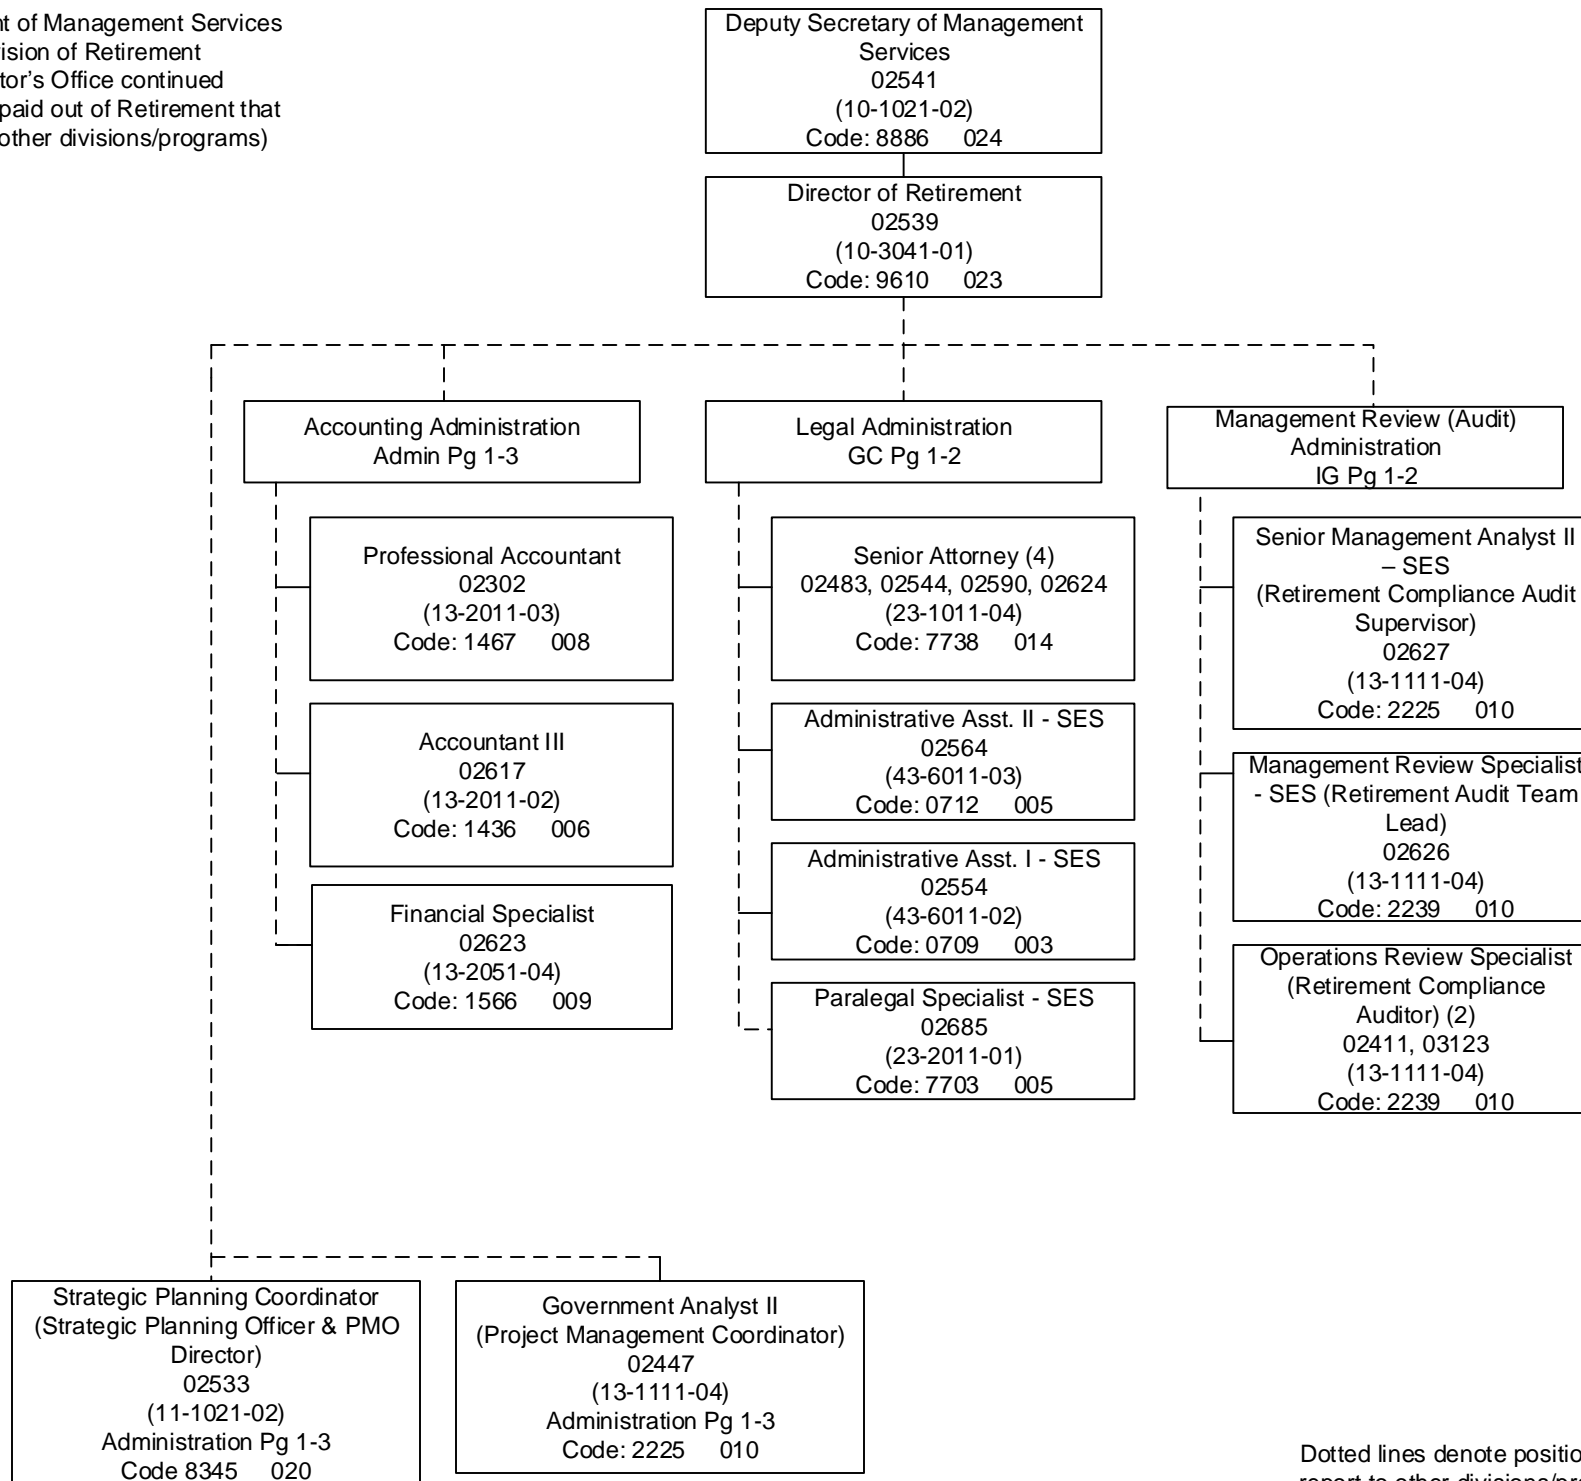 of Management Services
of Retirement
Office continued
paid out of Retirement that
other divisions/programs)
Deputy Secretary of Management
Services
02541
(10-1021-02)
Code: 8886 024
Director of Retirement
02539
(10-3041-01)
Code: 9610 023
Accounting Administration
Admin Pg 1-3
Professional Accountant
02302
(13-2011-03)
Code: 1467 008
Accountant III
02617
(13-2011-02)
Code: 1436 006
Financial Specialist
02623
(13-2051-04)
Code: 1566 009
Legal Administration
GC Pg 1-2
Senior Attorney (4)
02483, 02544, 02590, 02624
(23-1011-04)
Code: 7738 014
Administrative Asst. II - SES
02564
(43-6011-03)
Code: 0712 005
Administrative Asst. I - SES
02554
(43-6011-02)
Code: 0709 003
Paralegal Specialist - SES
02685
(23-2011-01)
Code: 7703 005
Management Review (Audit)
Administration
IG Pg 1-2
Senior Management Analyst II
– SES
(Retirement Compliance Audit
Supervisor)
02627
(13-1111-04)
Code: 2225 010
Management Review Specialist
- SES (Retirement Audit Team
Lead)
02626
(13-1111-04)
Code: 2239 010
Operations Review Specialist
(Retirement Compliance
Auditor) (2)
02411, 03123
(13-1111-04)
Code: 2239 010
Strategic Planning Coordinator
(Strategic Planning Officer & PMO
Director)
02533
(11-1021-02)
Administration Pg 1-3
Code 8345 020
Government Analyst II
(Project Management Coordinator)
02447
(13-1111-04)
Administration Pg 1-3
Code: 2225 010
Dotted lines denote
report to other